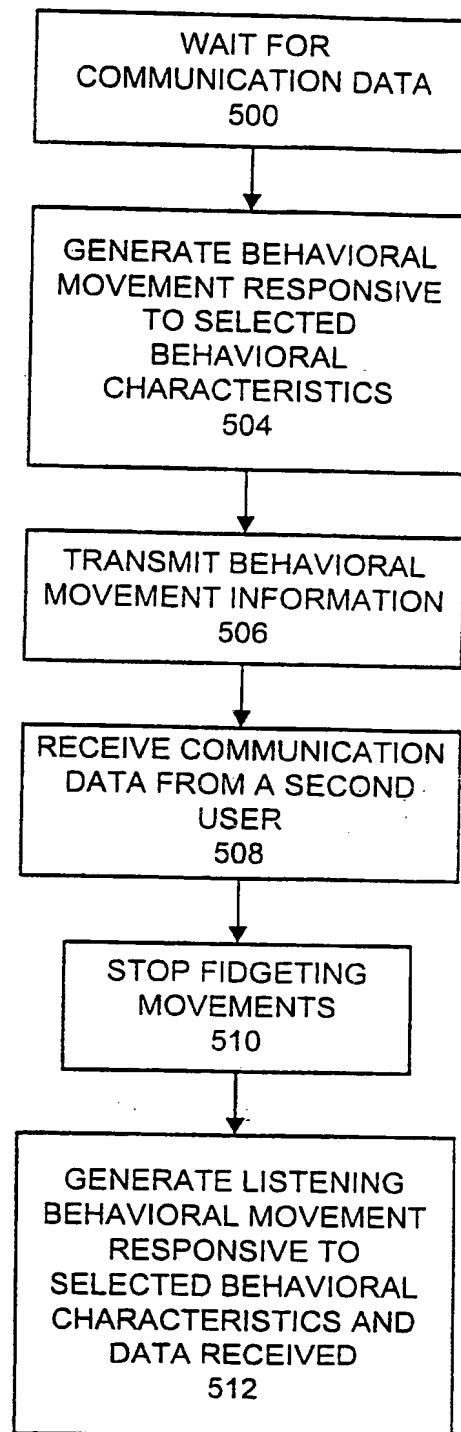 WAIT FOR
COMMUNICATION DATA
500
GENERATE BEHAVIORAL
MOVEMENT RESPONSIVE
TO SELECTED
BEHAVIORAL
CHARACTERISTICS
504
TRANSMIT BEHAVIORAL
MOVEMENT INFORMATION
506
RECEIVE COMMUNICATION
DATA FROM A SECOND
USER
508
STOP FIDGETING
MOVEMENTS
510
GENERATE LISTENING
BEHAVIORAL MOVEMENT
RESPONSIVE TO
SELECTED BEHAVIORAL
CHARACTERISTICS AND
DATA RECEIVED
512